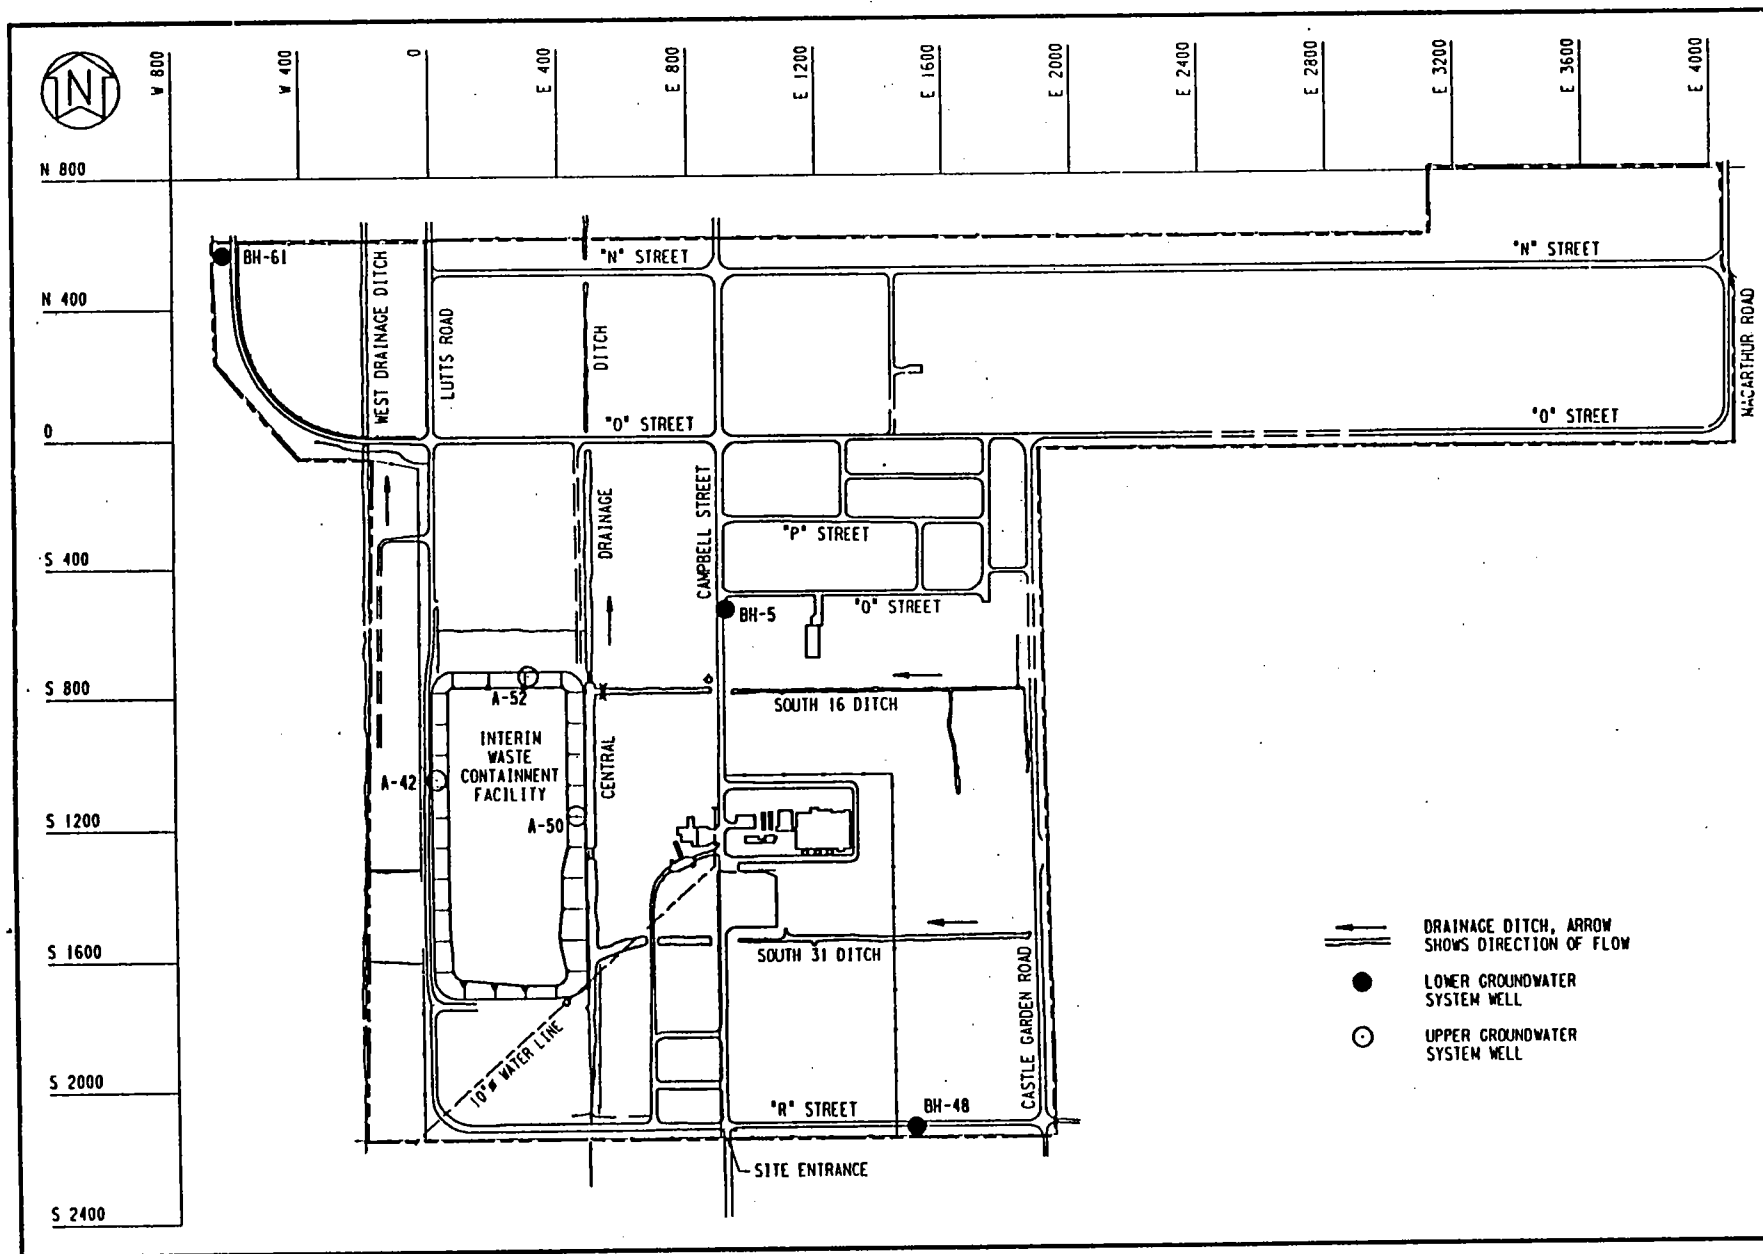 N
W 800
W 400
0
E 400
E 800
E 1200
E 1600
E 2000
E 2400
E 2800
E 3200
E 3600
E 4000
N 800
N 400
0
S 400
S 800
S 1200
S 1600
S 2000
S 2400
BH-61
WEST DRAINAGE DITCH
LUTTS ROAD
"N" STREET
"N" STREET
DITCH
"O" STREET
"O" STREET
MACARTHUR ROAD
DRAINAGE
CAMPBELL STREET
"P" STREET
"O" STREET
BH-5
A-52
SOUTH 16 DITCH
INTERIM
WASTE
CONTAINMENT
FACILITY
A-42
A-50
CENTRAL
SOUTH 31 DITCH
CASTLE GARDEN ROAD
10"ø WATER LINE
"R" STREET
BH-48
SITE ENTRANCE
DRAINAGE DITCH, ARROW
SHOWS DIRECTION OF FLOW
LOWER GROUNDWATER
SYSTEM WELL
UPPER GROUNDWATER
SYSTEM WELL